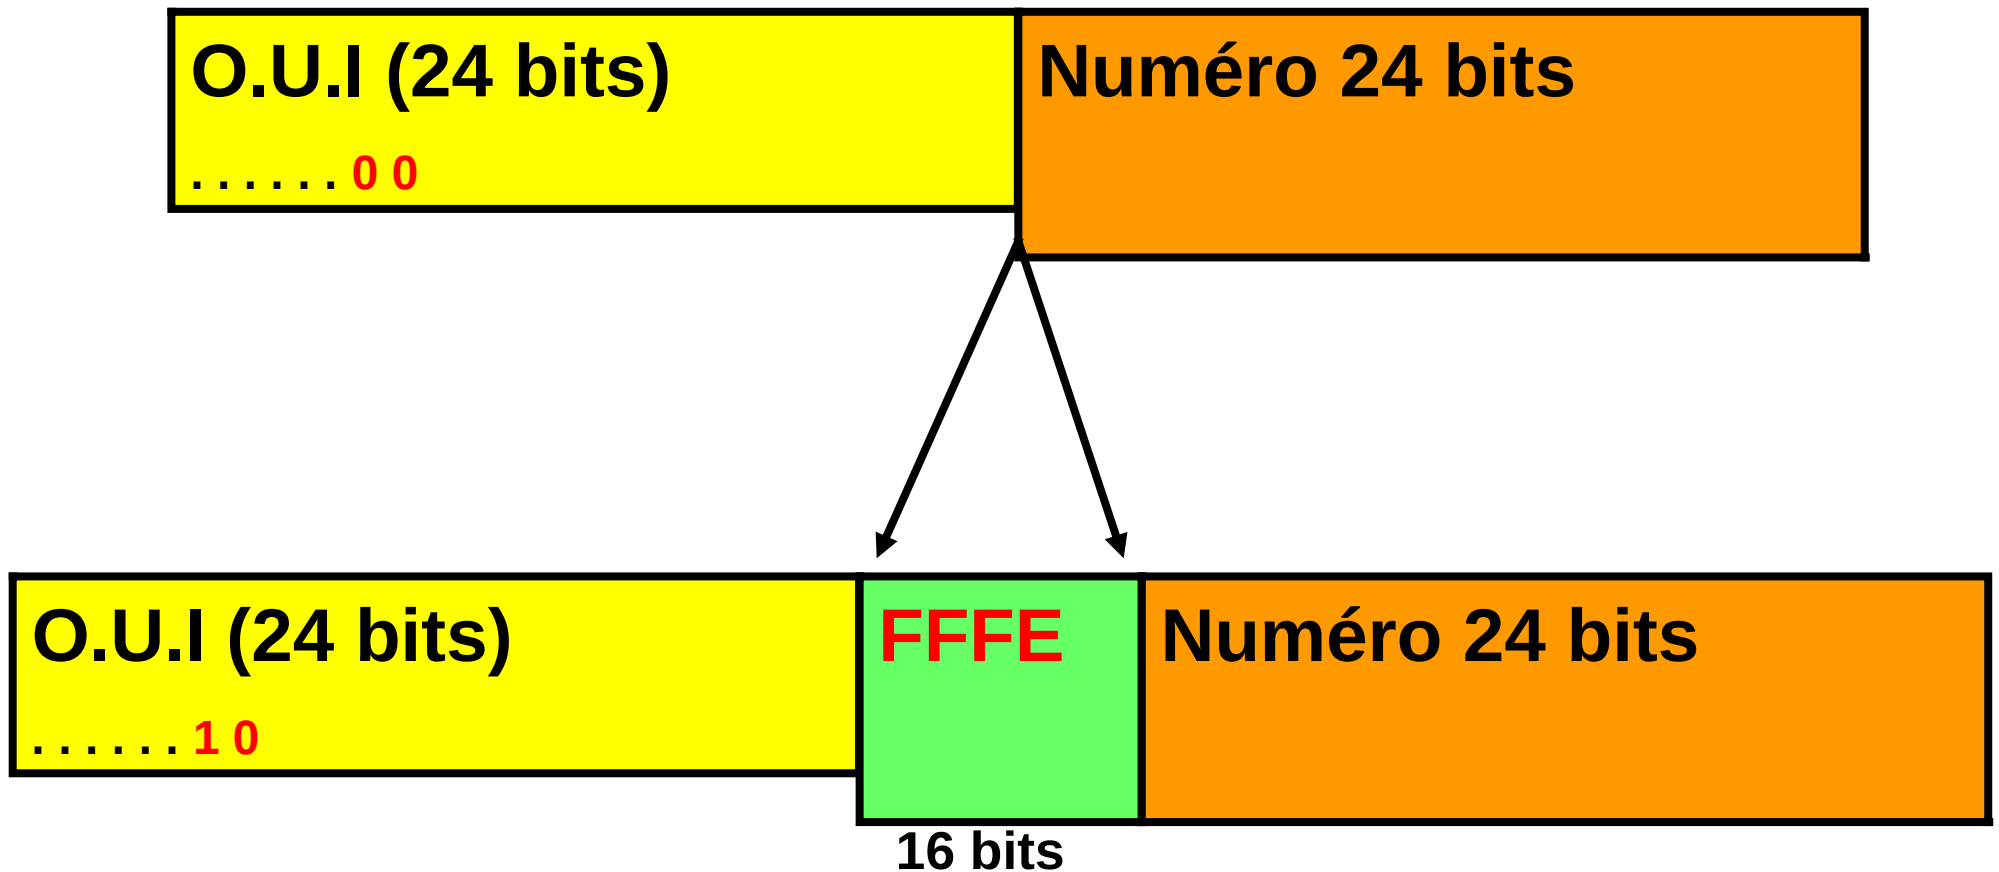 O.U.I (24 bits)
Numéro 24 bits
. . . . . . 0 0
O.U.I (24 bits)
FFFE
Numéro 24 bits
. . . . . . 1 0
16 bits